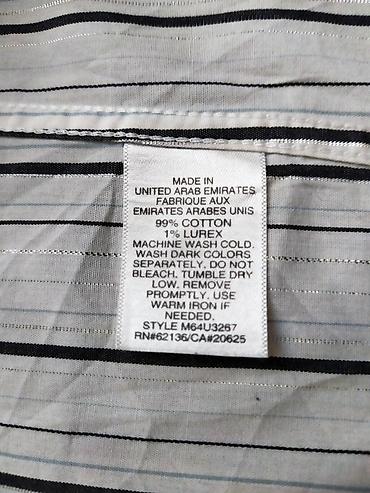 MADE IN
UNITED ARAB EMIRATES
FABRIQUE AUX
EMIRATES ARABES UNIS
99% COTTON
1% LUREX
MACHINE WASH COLD.
WASH DARK COLORS
SEPARATELY. DO NOT
BLEACH. TUMBLE DRY
LOW. REMOVE
PROMPTLY. USE
WARM IRON IF
NEEDED.
STYLE M64U3267
RN#62136/CA#20625